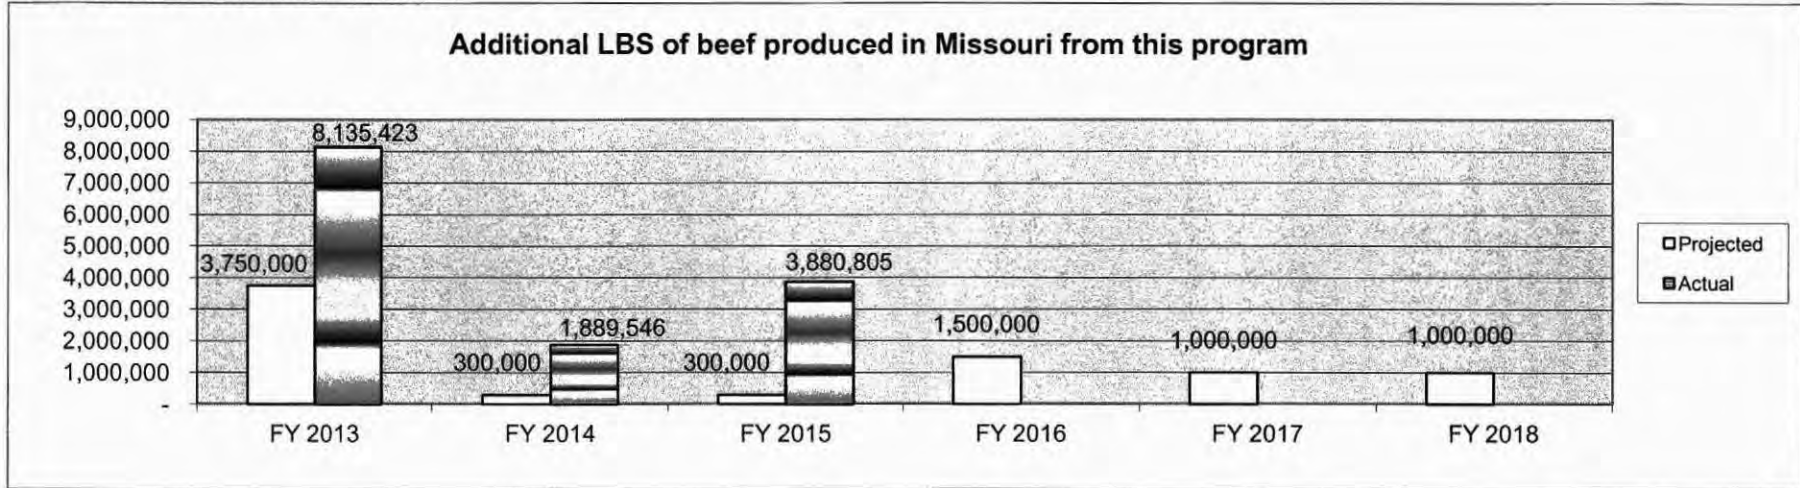 Additional LBS of beef produced in Missouri from this program
9,000,000
8,000,000
7,000,000
6,000,000
5,000,000
4,000,000
3,000,000
2,000,000
1,000,000
-
3,750,000
8,135,423
300,000
1,889,546
300,000
3,880,805
1,500,000
1,000,000
1,000,000
FY 2013
FY 2014
FY 2015
FY 2016
FY 2017
FY 2018
Projected
Actual